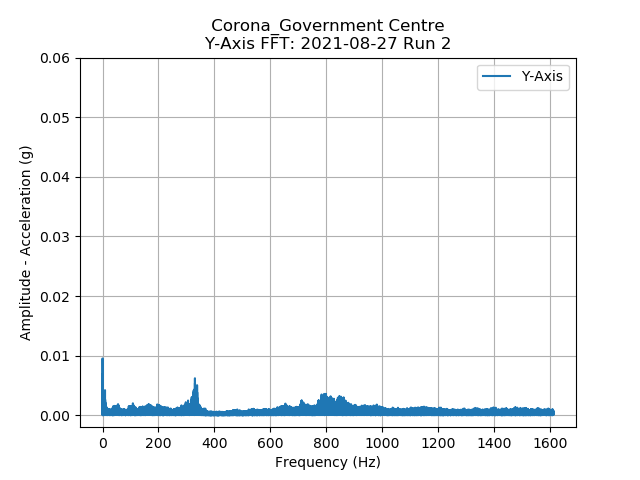 Corona_Government Centre
Y-Axis FFT: 2021-08-27 Run 2
Y-Axis
Amplitude - Acceleration (g)
0.06
0.05
0.04
0.03
0.02
0.01
0.00
0 200 400 600 800 1000 1200 1400 1600
Frequency (Hz)